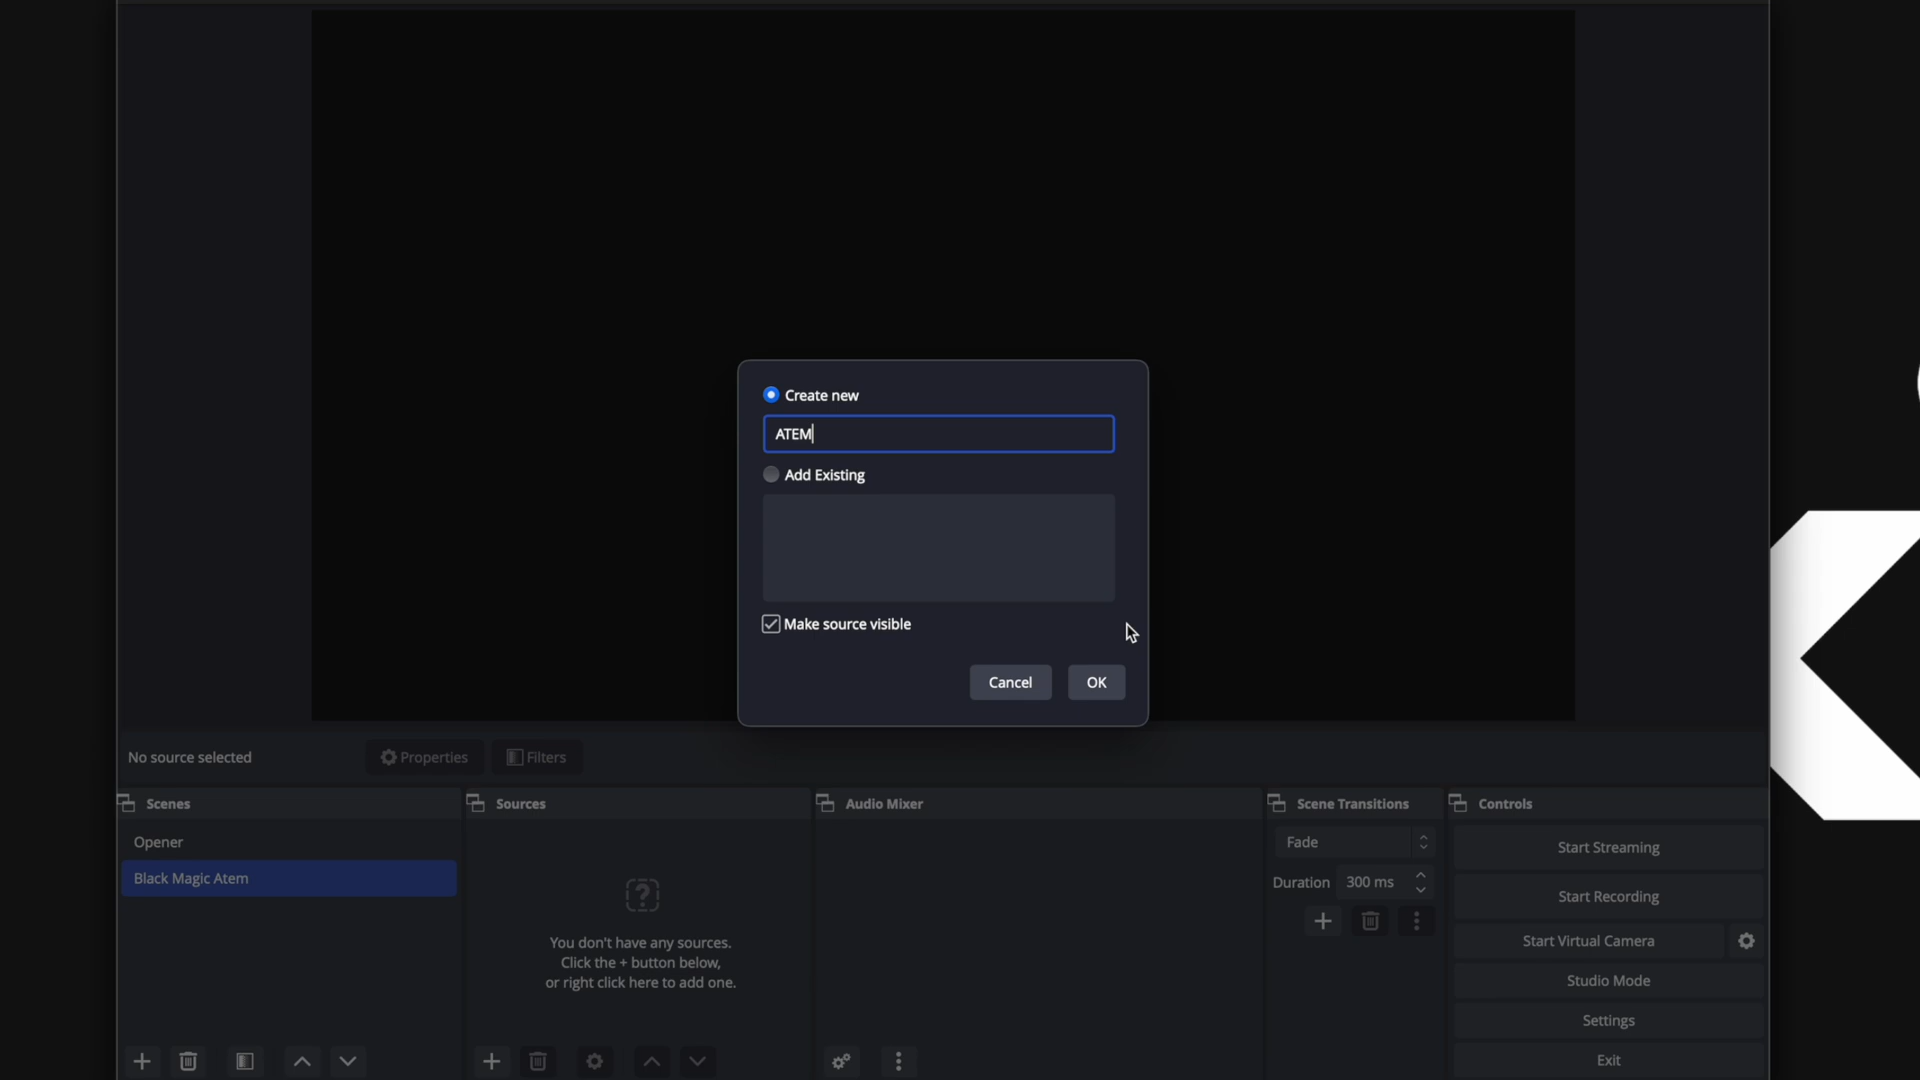 Create new
ATEM
Add Existing
Make source visible
Cancel
OK
No source selected
Properties
Filters
Scenes
Opener
Black Magic Atem
Sources
You don't have any sources.
Click the + button below,
or right click here to add one.
Audio Mixer
Scene Transitions
Fade
Duration 300 ms
Controls
Start Streaming
Start Recording
Start Virtual Camera
Studio Mode
Settings
Exit